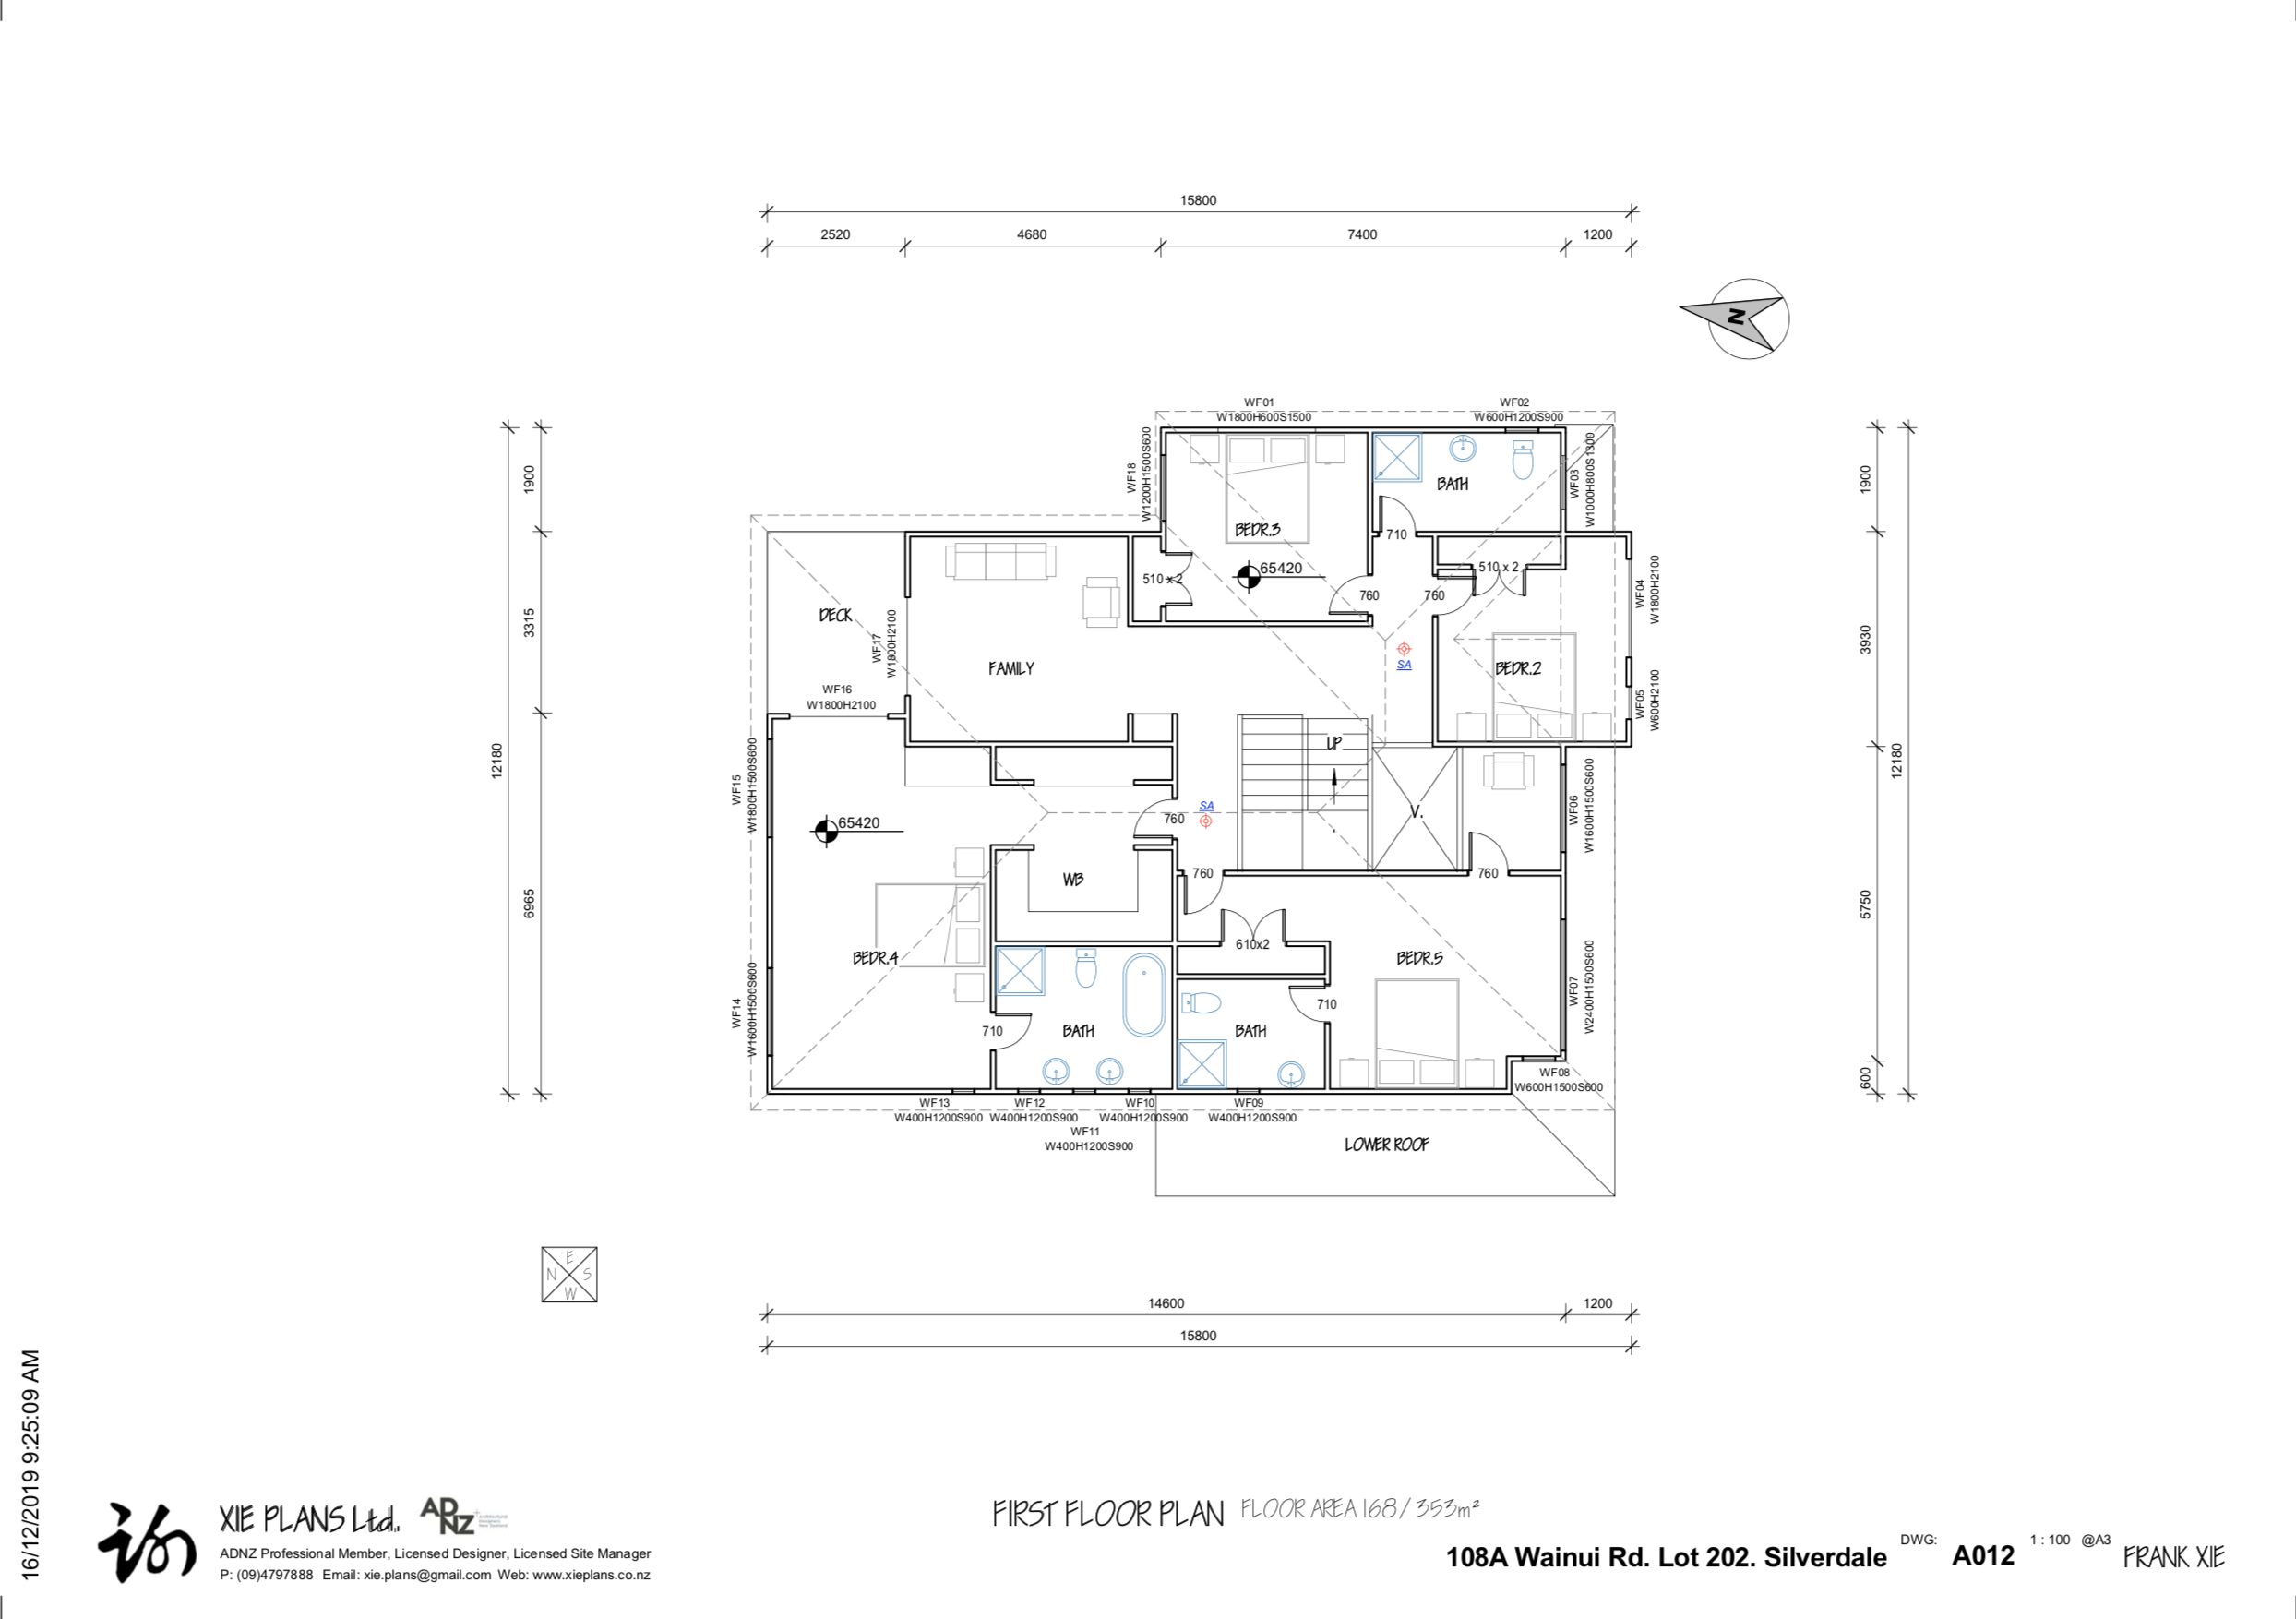 15800
2520
4680
7400
1200
N
WF01
W1800H600S1500
WF02
W600H1200S900
WF18
W1200H1500S600
WF03
W1000H800S1300
1900
3315
6965
12180
1900
3930
5750
600
12180
BATH
BEDR.3
710
65420
510 x 2
510 x 2
760
760
DECK
WF17
W1800H2100
FAMILY
SA
BEDR.2
WF04
W1800H2100
WF05
W600H2100
WF16
W1800H2100
UP
WF15
W1800H1500S600
65420
SA
760
V.
WF06
W1600H1500S600
WB
760
760
610x2
BEDR.4
BEDR.5
WF14
W1600H1500S600
WF07
W2400H1500S600
710
BATH
BATH
710
WF08
W600H1500S600
WF13
W400H1200S900
WF12
W400H1200S900
WF11
W400H1200S900
WF10
W400H1200S900
WF09
W400H1200S900
LOWER ROOF
E
N
S
W
14600
1200
15800
16/12/2019 9:25:09 AM
XIE PLANS Ltd.
ADNZ
ADNZ Professional Member, Licensed Designer, Licensed Site Manager
P: (09)4797888 Email: xie.plans@gmail.com Web: www.xieplans.co.nz
FIRST FLOOR PLAN FLOOR AREA 168 / 353m²
108A Wainui Rd. Lot 202. Silverdale
DWG: A012
1 : 100 @A3
FRANK XIE